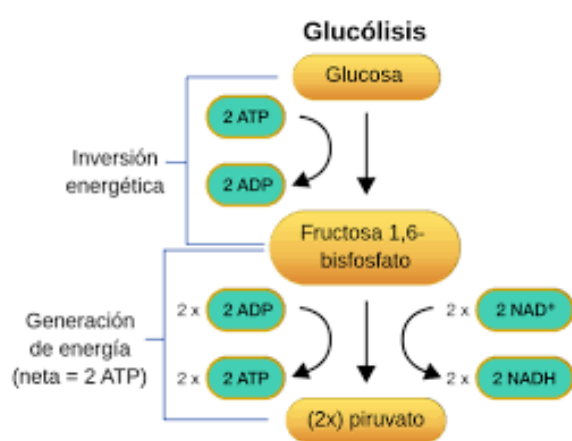 Glucólisis
Glucosa
2 ATP
2 ADP
Inversión
energética
Fructosa 1,6-
bisfosfato
2 x 2 ADP
2 x 2 NAD⁺
Generación
de energía
(neta = 2 ATP)
2 x 2 ATP
2 x 2 NADH
(2x) piruvato